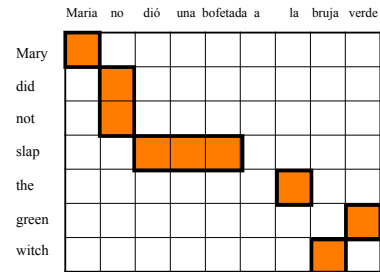 Maria no dió una bofetada a la bruja verde
Mary
did
not
slap
the
green
witch